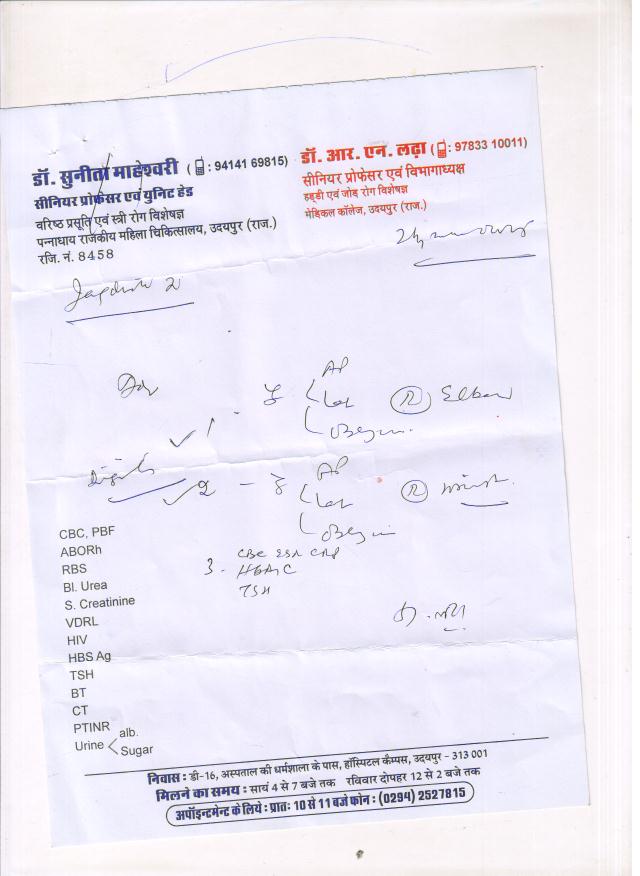 डॉ. सुनीता माहेश्वरी ( : 94141 69815)
सीनियर प्रोफेसर एवं युनिट हेड
वरिष्ठ प्रसूति एवं स्त्री रोग विशेषज्ञ
पन्नाधाय राजकीय महिला चिकित्सालय, उदयपुर (राज.)
रजि. नं. 8458
डॉ. आर. एन. लढ़ा ( : 97833 10011)
सीनियर प्रोफेसर एवं विभागाध्यक्ष
हड्डी एवं जोड़ रोग विशेषज्ञ
मेडिकल कॉलेज, उदयपुर (राज.)
AP
1 - Lat (R) Elbow
AP
2 - Lat (R)
CBC ESR CRP
3 - HBA1C
TSH
CBC, PBF
ABORh
RBS
Bl. Urea
S. Creatinine
VDRL
HIV
HBS Ag
TSH
BT
CT
PTINR
Urine < alb.
Sugar
निवास : डी-16, अस्पताल की धर्मशाला के पास, हॉस्पिटल कैम्पस, उदयपुर - 313 001
मिलने का समय : सायं 4 से 7 बजे तक रविवार दोपहर 12 से 2 बजे तक
अपॉइन्टमेन्ट के लिये : प्रातः 10 से 11 बजे फोन : (0294) 2527815